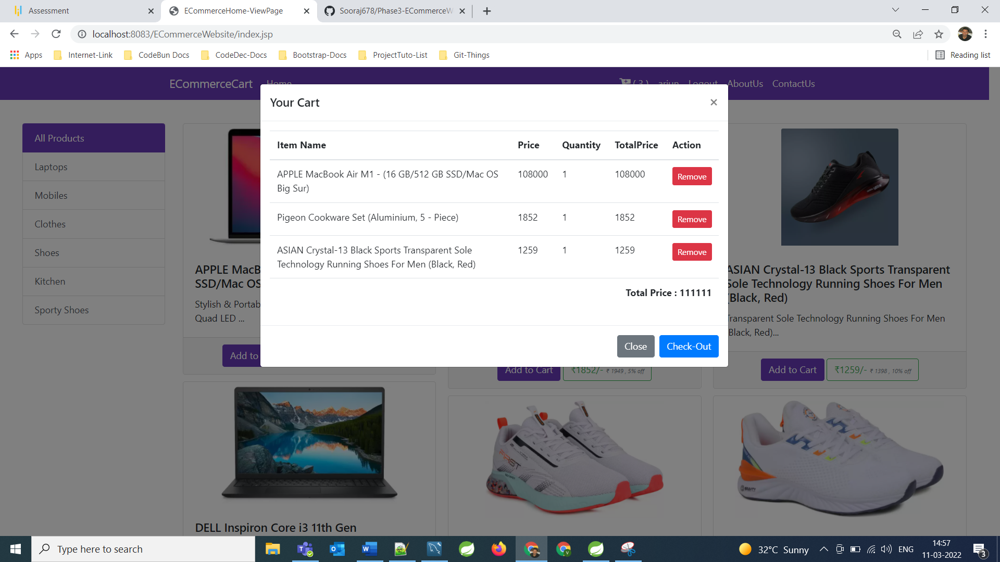 Assessment
ECommerceHome-ViewPage
Sooraj678/Phase3-ECommerceW
localhost:8083/ECommerceWebsite/index.jsp
Apps
Internet-Link
CodeBun Docs
CodeDec-Docs
Bootstrap-Docs
ProjectTuto-List
Git-Things
Reading list
ECommerceCart
Home
( 3 )
arjun
Logout
AboutUs
ContactUs
All Products
Laptops
Mobiles
Clothes
Shoes
Kitchen
Sporty Shoes
Your Cart
×
Item Name Price Quantity TotalPrice Action
APPLE MacBook Air M1 - (16 GB/512 GB SSD/Mac OS 108000 1 108000 Remove
Big Sur)
Pigeon Cookware Set (Aluminium, 5 - Piece) 1852 1 1852 Remove
ASIAN Crystal-13 Black Sports Transparent Sole 1259 1 1259 Remove
Technology Running Shoes For Men (Black, Red)
Total Price : 111111
Close
Check-Out
APPLE MacB
SSD/Mac OS
Stylish & Portab
Quad LED ...
Add to
Add to Cart
₹1852/- ₹ 1949 , 5% off
ASIAN Crystal-13 Black Sports Transparent
Sole Technology Running Shoes For Men
(Black, Red)
Transparent Sole Technology Running Shoes For Men
(Black, Red)...
Add to Cart
₹1259/- ₹ 1398 , 10% off
FIRST
DELL Inspiron Core i3 11th Gen
Type here to search
32°C Sunny
ENG
14:57
11-03-2022
3